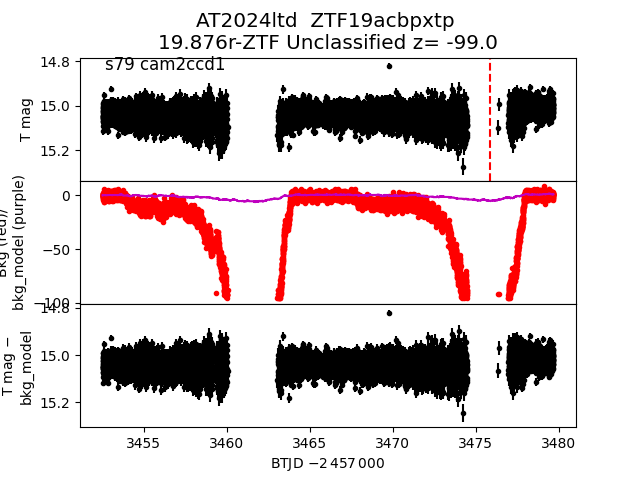 AT2024ltd ZTF19acbpxtp
19.876r-ZTF Unclassified z= -99.0
s79 cam2ccd1
14.8
15.0
15.2
T mag
0
−50
−100
Bkg (red)/
bkg_model (purple)
14.8
15.0
15.2
T mag −
bkg_model
3455 3460 3465 3470 3475 3480
BTJD −2 457 000